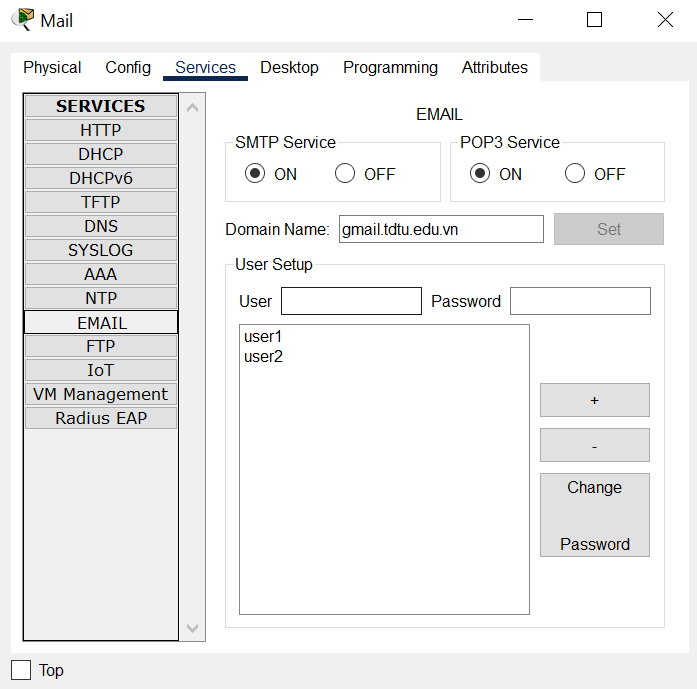 Mail
Physical Config Services Desktop Programming Attributes
SERVICES
HTTP
DHCP
DHCPv6
TFTP
DNS
SYSLOG
AAA
NTP
EMAIL
FTP
IoT
VM Management
Radius EAP
EMAIL
SMTP Service
ON OFF
POP3 Service
ON OFF
Domain Name: gmail.tdtu.edu.vn Set
User Setup
User Password
user1
user2
+
-
Change
Password
Top